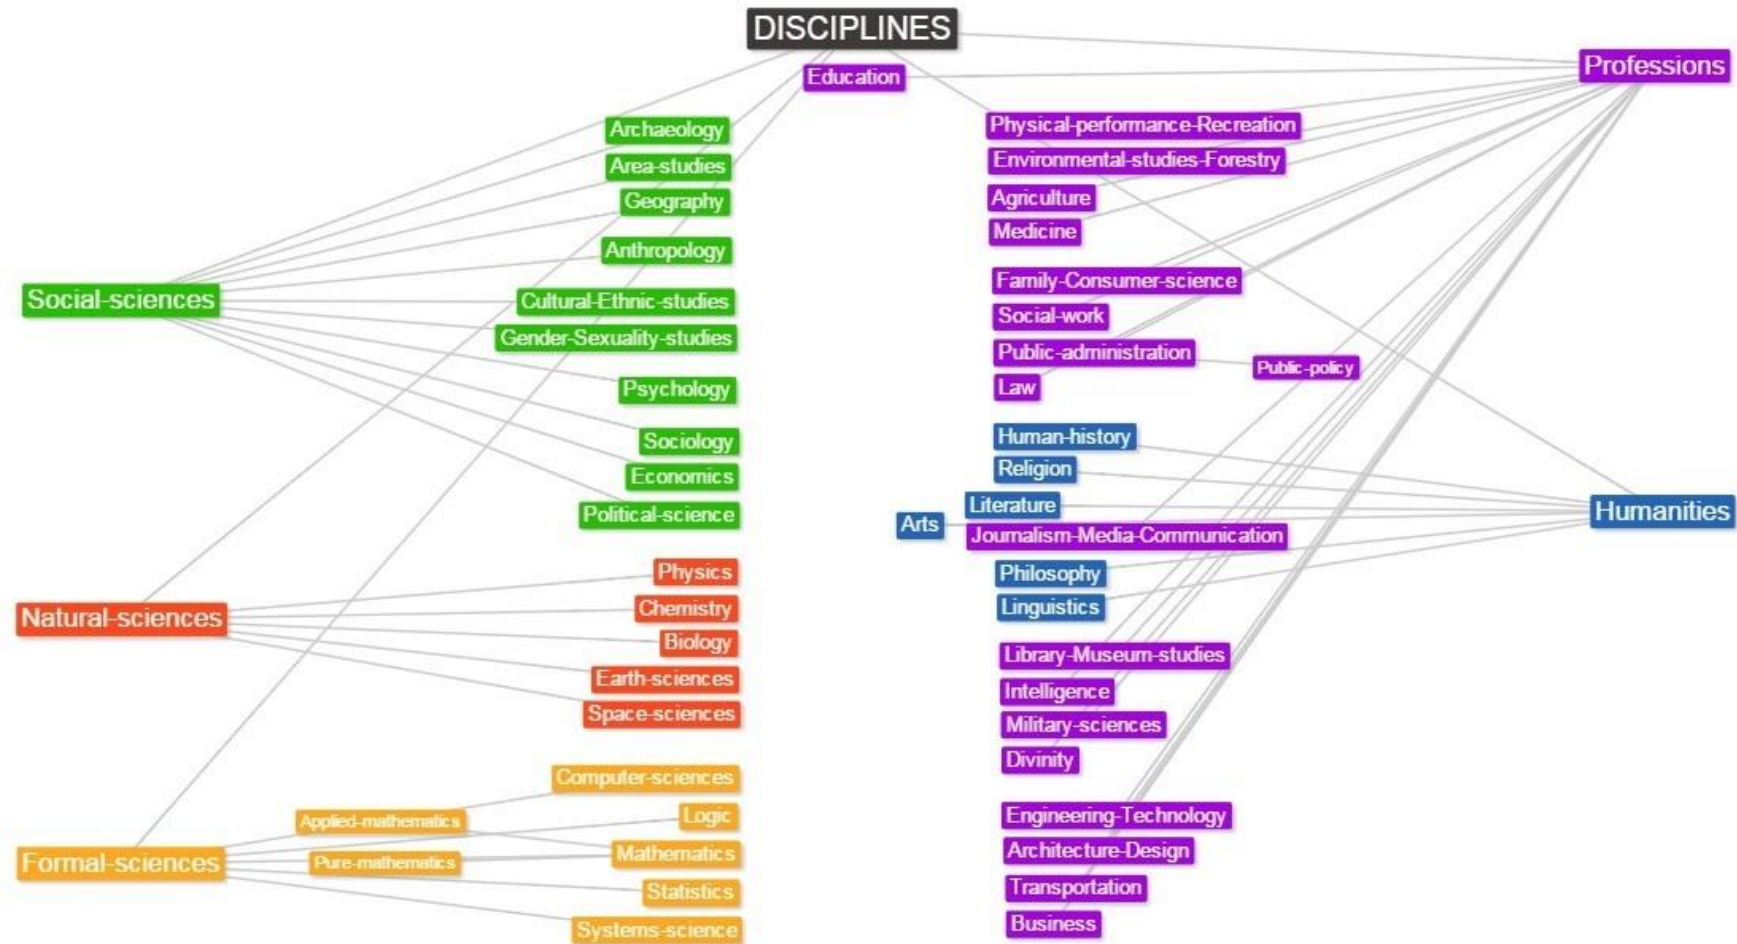 DISCIPLINES
Education
Professions
Archaeology
Area-studies
Geography
Anthropology
Social-sciences
Cultural-Ethnic-studies
Gender-Sexuality-studies
Psychology
Sociology
Economics
Political-science
Physics
Natural-sciences
Chemistry
Biology
Earth-sciences
Space-sciences
Computer-sciences
Applied-mathematics
Logic
Formal-sciences
Pure-mathematics
Mathematics
Statistics
Systems-science
Physical-performance-Recreation
Environmental-studies-Forestry
Agriculture
Medicine
Family-Consumer-science
Social-work
Public-administration
Public-policy
Law
Human-history
Religion
Literature
Humanities
Arts
Journalism-Media-Communication
Philosophy
Linguistics
Library-Museum-studies
Intelligence
Military-sciences
Divinity
Engineering-Technology
Architecture-Design
Transportation
Business